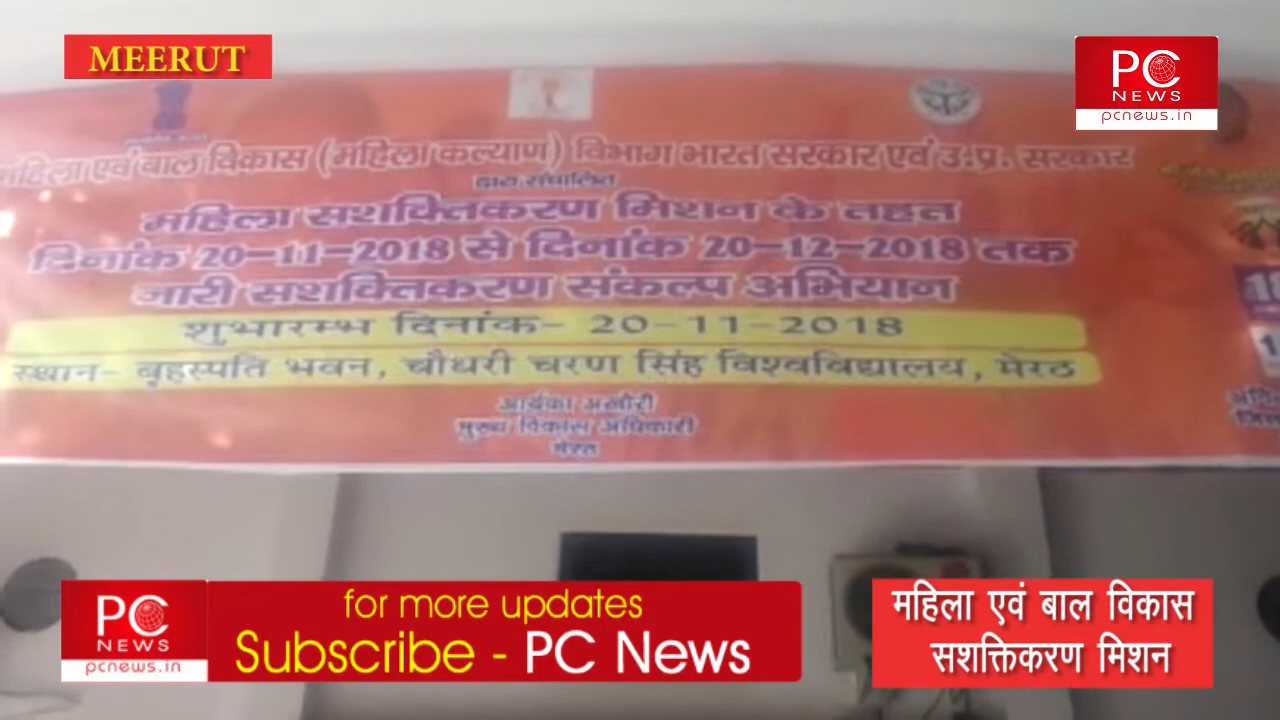 MEERUT
PC
NEWS
pcnews.in
महिला एवं बाल विकास (महिला कल्याण) विभाग भारत सरकार एवं उ.प्र. सरकार
द्वारा संचालित
महिला सशक्तिकरण मिशन के तहत
दिनांक 20-11-2018 से दिनांक 20-12-2018 तक
नारी सशक्तिकरण संकल्प अभियान
शुभारम्भ दिनांक- 20-11-2018
स्थान- बृहस्पति भवन, चौधरी चरण सिंह विश्वविद्यालय, मेरठ
आर्यका अखौरी
मुख्य विकास अधिकारी
मेरठ
PC
NEWS
pcnews.in
for more updates
Subscribe - PC News
महिला एवं बाल विकास
सशक्तिकरण मिशन